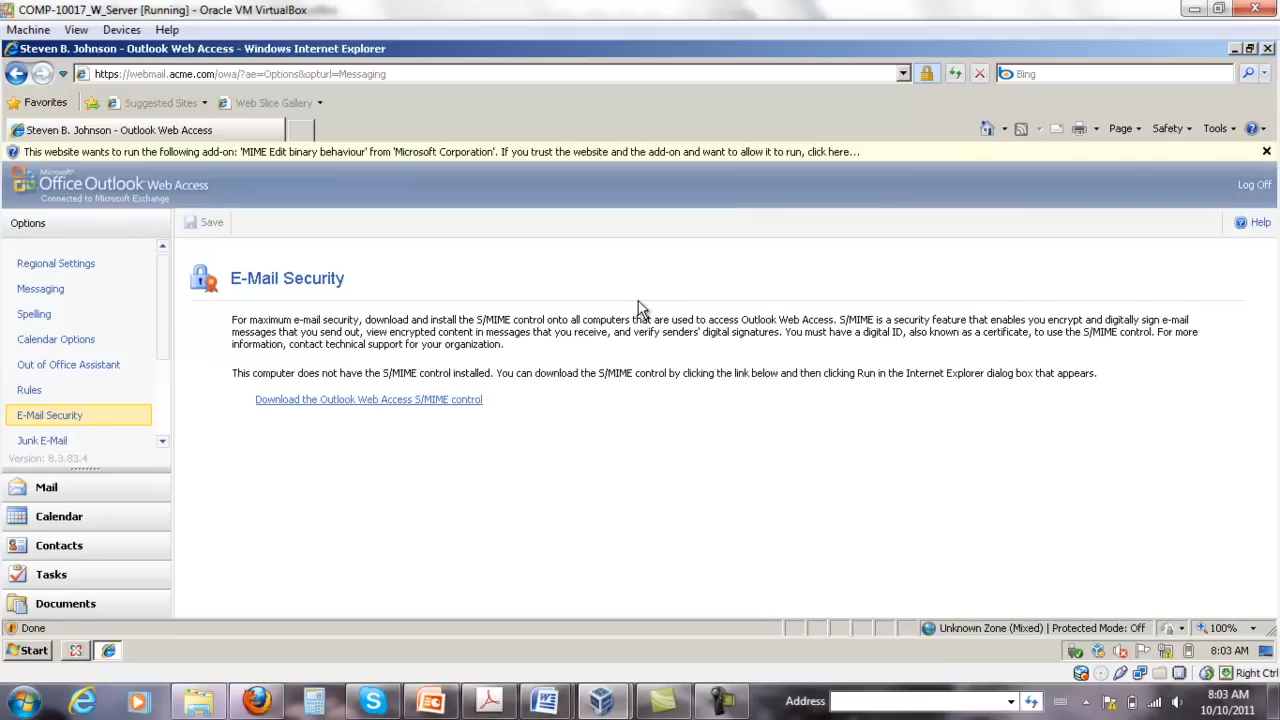 COMP-10017_W_Server [Running] - Oracle VM VirtualBox
Machine View Devices Help
Steven B. Johnson - Outlook Web Access - Windows Internet Explorer
https://webmail.acme.com/owa/?ae=Options&opturl=Messaging
Bing
Favorites Suggested Sites Web Slice Gallery
Steven B. Johnson - Outlook Web Access
Page Safety Tools
This website wants to run the following add-on: 'MIME Edit binary behaviour' from 'Microsoft Corporation'. If you trust the website and the add-on and want to allow it to run, click here...
Microsoft
Office Outlook Web Access
Connected to Microsoft Exchange
Log Off
Options
Save
Help
Regional Settings
Messaging
Spelling
Calendar Options
Out of Office Assistant
Rules
E-Mail Security
Junk E-Mail
Version: 8.3.83.4
Mail
Calendar
Contacts
Tasks
Documents
E-Mail Security
For maximum e-mail security, download and install the S/MIME control onto all computers that are used to access Outlook Web Access. S/MIME is a security feature that enables you encrypt and digitally sign e-mail
messages that you send out, view encrypted content in messages that you receive, and verify senders' digital signatures. You must have a digital ID, also known as a certificate, to use the S/MIME control. For more
information, contact technical support for your organization.
This computer does not have the S/MIME control installed. You can download the S/MIME control by clicking the link below and then clicking Run in the Internet Explorer dialog box that appears.
Download the Outlook Web Access S/MIME control
Done
Unknown Zone (Mixed) | Protected Mode: Off
100%
Start
8:03 AM
Right Ctrl
Address
8:03 AM
10/10/2011